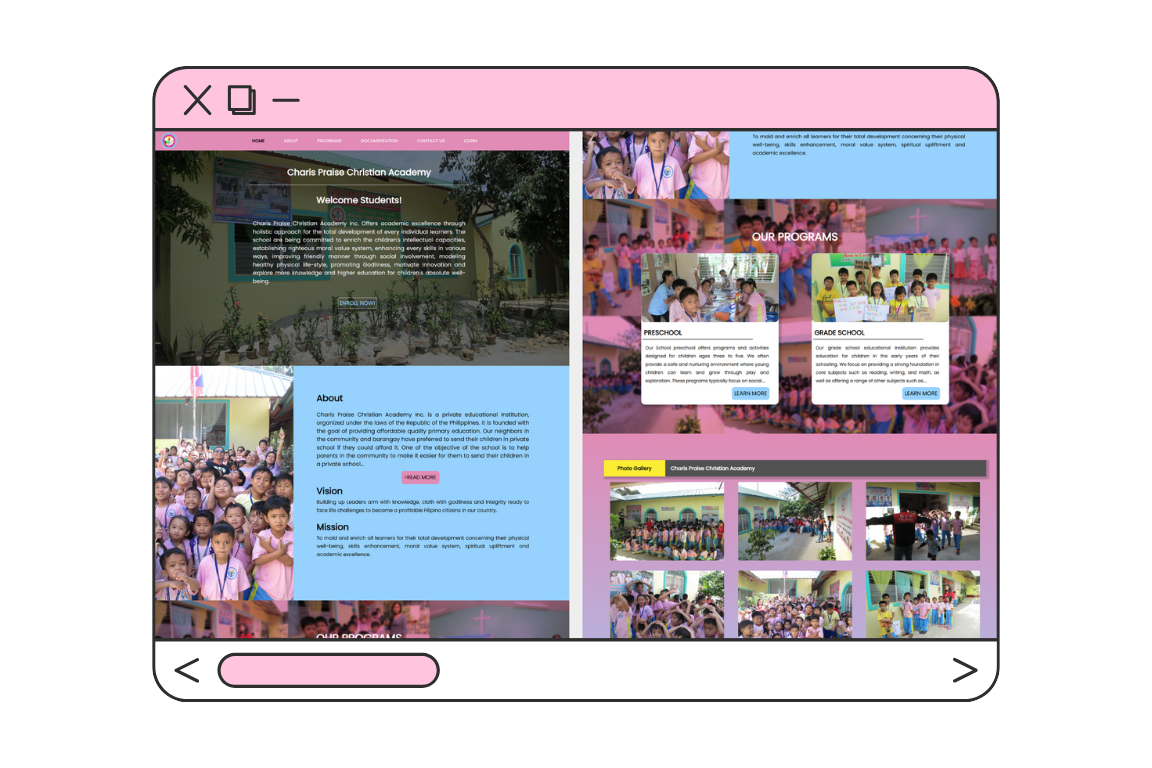 HOME ABOUT PROGRAMS DOCUMENTATION CONTACT US LOGIN
Charis Praise Christian Academy
Welcome Students!
Charis Praise Christian Academy Inc. Offers academic excellence through
holistic approach for the total development of every individual learners. The
school are being committed to enrich the children's intellectual capacities,
establishing righteous moral value system, enhancing every skills in various
ways, improving friendly manner through social involvement, modeling
healthy physical life-style, promoting Godliness, motivate innovation and
explore more knowledge and higher education for children's absolute well-
being.
ENROLL NOW!
About
Charis Praise Christian Academy Inc. is a private educational institution,
organized under the laws of the Republic of the Philippines. It is founded with
the goal of providing affordable quality primary education. Our neighbors in
the community and barangay have preferred to send their children in private
school if they could afford it. One of the objective of the school is to help
parents in the community to make it easier for them to send their children in
a private school...
READ MORE
Vision
Building up Leaders arm with knowledge, cloth with godliness and integrity ready to
face life challenges to become a profitable Filipino citizens in our country.
Mission
To mold and enrich all learners for their total development concerning their physical
well-being, skills enhancement, moral value system, spiritual upliftment and
academic excellence.
OUR PROGRAMS
To mold and enrich all learners for their total development concerning their physical
well-being, skills enhancement, moral value system, spiritual upliftment and
academic excellence.
OUR PROGRAMS
PRESCHOOL
Our School preschool offers programs and activities
designed for children ages three to five. We often
provide a safe and nurturing environment where young
children can learn and grow through play and
exploration. These programs typically focus on social...
LEARN MORE
GRADE SCHOOL
Our grade school educational institution provides
education for children in the early years of their
schooling. We focus on providing a strong foundation in
core subjects such as reading, writing, and math, as
well as offering a range of other subjects such as...
LEARN MORE
Photo Gallery Charis Praise Christian Academy